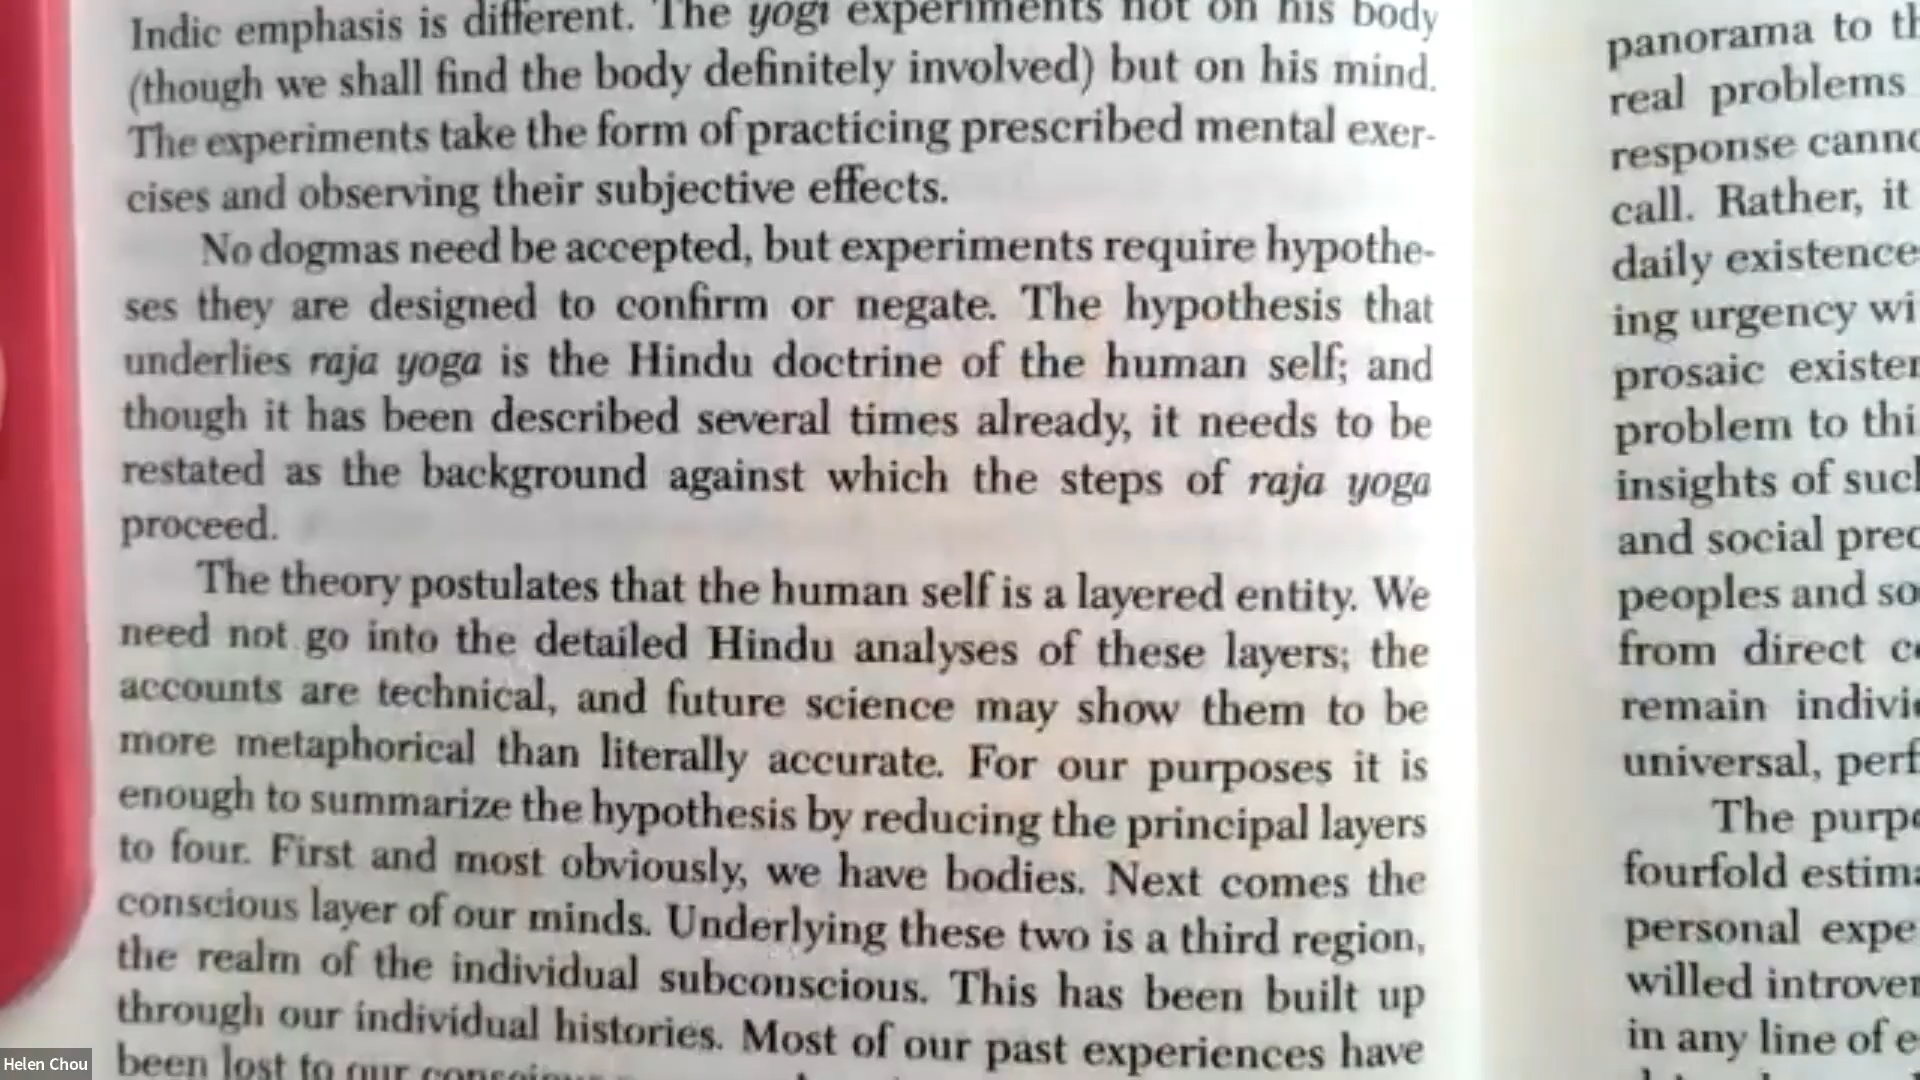 Indic emphasis is different. The yogi experiments not on his body
(though we shall find the body definitely involved) but on his mind.
The experiments take the form of practicing prescribed mental exer-
cises and observing their subjective effects.
No dogmas need be accepted, but experiments require hypothe-
ses they are designed to confirm or negate. The hypothesis that
underlies raja yoga is the Hindu doctrine of the human self; and
though it has been described several times already, it needs to be
restated as the background against which the steps of raja yoga
proceed.
The theory postulates that the human self is a layered entity. We
need not go into the detailed Hindu analyses of these layers; the
accounts are technical, and future science may show them to be
more metaphorical than literally accurate. For our purposes it is
enough to summarize the hypothesis by reducing the principal layers
to four. First and most obviously, we have bodies. Next comes the
conscious layer of our minds. Underlying these two is a third region,
the realm of the individual subconscious. This has been built up
through our individual histories. Most of our past experiences have
been lost to our
panorama to
real problems
response
call. Rather, it
daily existence
ing urgency
prosaic
problem to
insights of
and social
peoples and
from direct
remain
universal,
The
fourfold
personal
willed
in any line of
Helen Chou